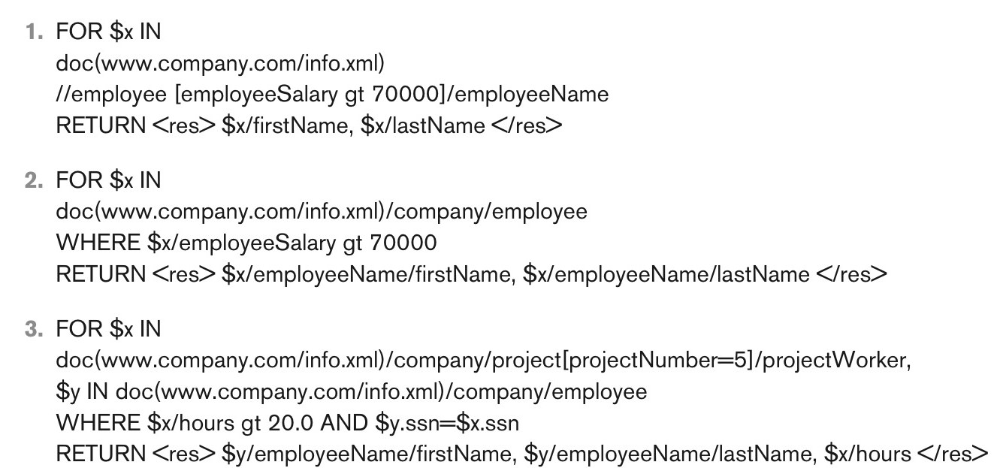 1. FOR $x IN
doc(www.company.com/info.xml)
//employee [employeeSalary gt 70000]/employeeName
RETURN <res> $x/firstName, $x/lastName </res>
2. FOR $x IN
doc(www.company.com/info.xml)/company/employee
WHERE $x/employeeSalary gt 70000
RETURN <res> $x/employeeName/firstName, $x/employeeName/lastName </res>
3. FOR $x IN
doc(www.company.com/info.xml)/company/project[projectNumber=5]/projectWorker,
$y IN doc(www.company.com/info.xml)/company/employee
WHERE $x/hours gt 20.0 AND $y.ssn=$x.ssn
RETURN <res> $y/employeeName/firstName, $y/employeeName/lastName, $x/hours </res>